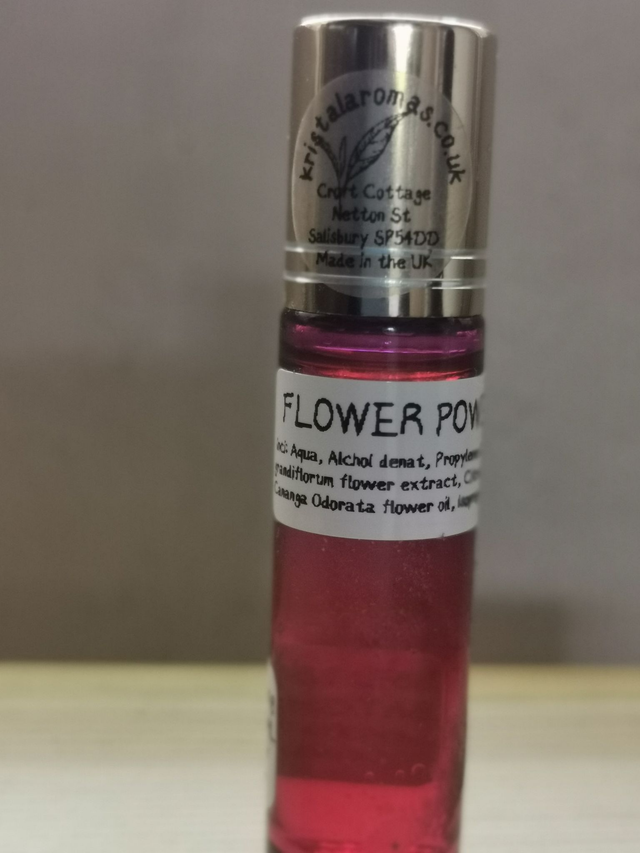 kristalaromas.co.uk
Croft Cottage
Netton St
Salisbury SP54DD
Made in the UK
FLOWER POW
Aqua, Alchol denat, Propylen
grandiflorum flower extract,
Cananga Odorata flower oil,